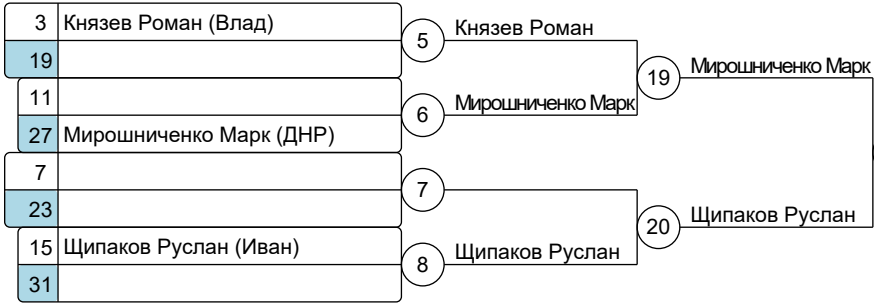 3 Князев Роман (Влад)
19
5
Князев Роман
11
27 Мирошниченко Марк (ДНР)
6
Мирошниченко Марк
19
Мирошниченко Марк
7
23
7
15 Щипаков Руслан (Иван)
31
8
Щипаков Руслан
20
Щипаков Руслан